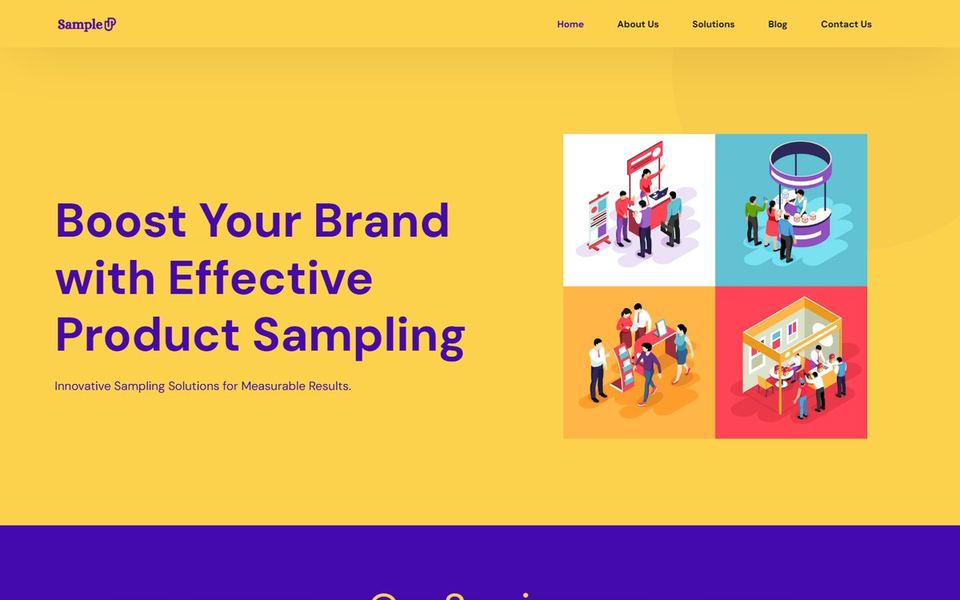 Sample
Home
About Us
Solutions
Blog
Contact Us
Boost Your Brand
with Effective
Product Sampling
Innovative Sampling Solutions for Measurable Results.